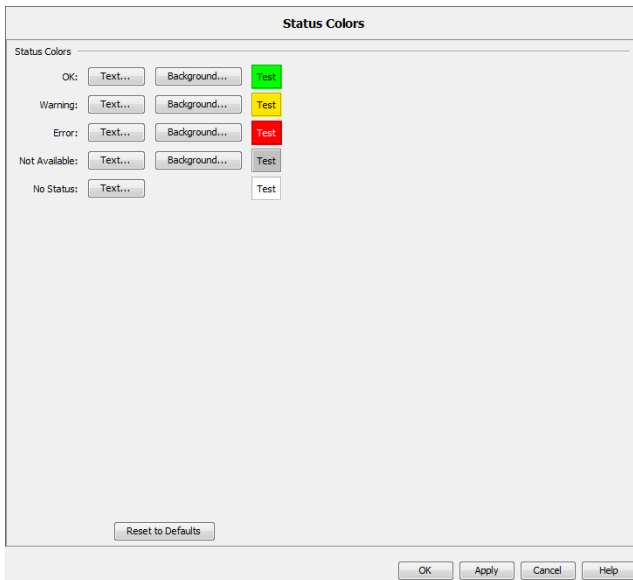 Status Colors
Status Colors
OK: Text... Background... Test
Warning: Text... Background... Test
Error: Text... Background... Test
Not Available: Text... Background... Test
No Status: Text... Test
Reset to Defaults
OK Apply Cancel Help